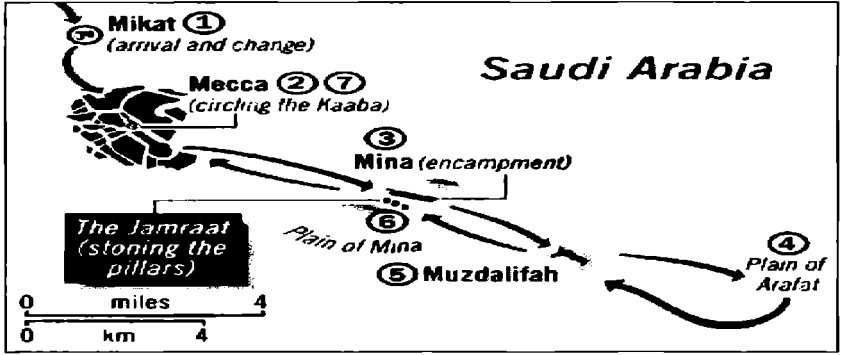 Mikat ①
(arrival and change)
Saudi Arabia
Mecca ② ⑦
(circling the Kaaba)
③
Mina (encampment)
The Jamraat
(stoning the
pillars)
⑥
Plain of Mina
⑤ Muzdalifah
④
Plain of
Arafat
0 miles 4
0 km 4